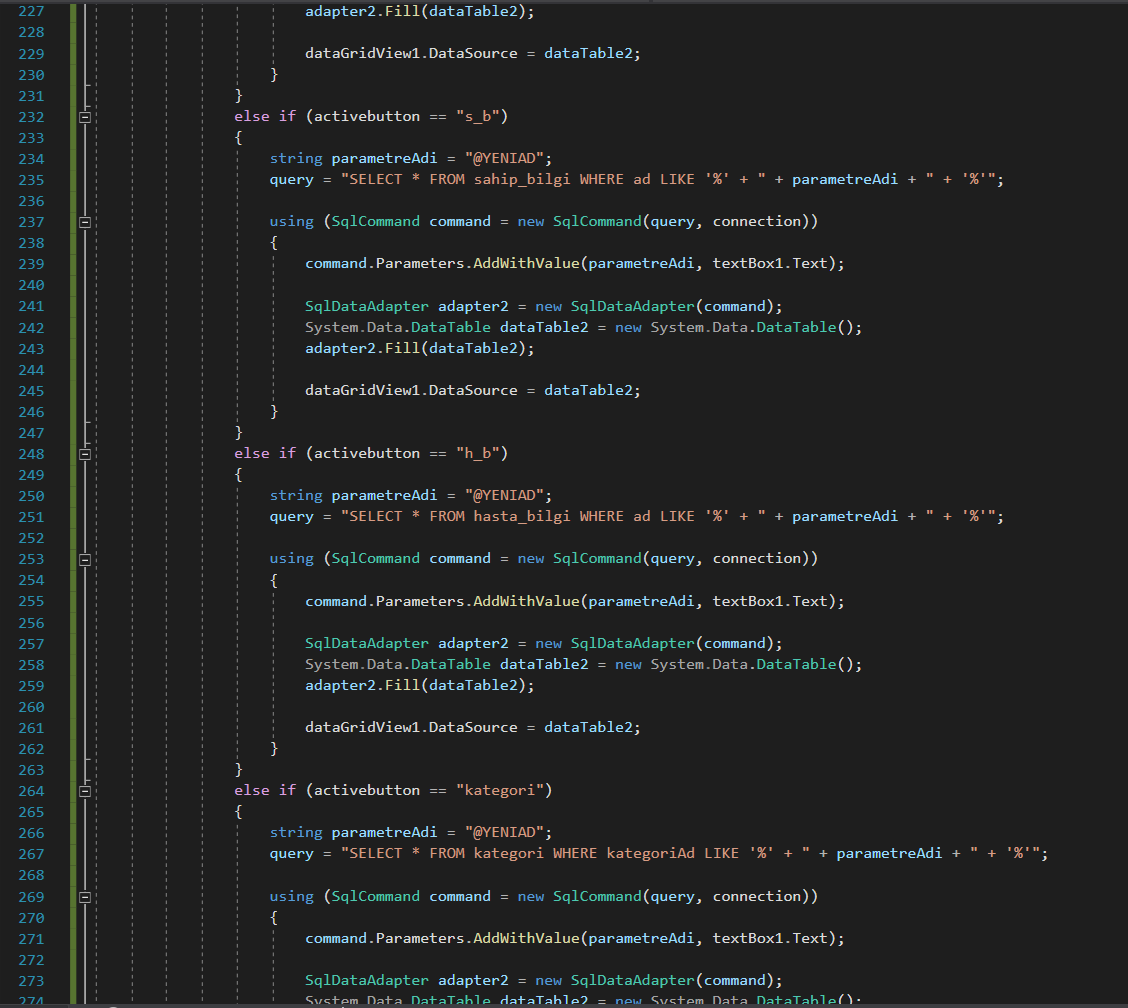 227 adapter2.Fill(dataTable2);
228
229 dataGridView1.DataSource = dataTable2;
230 }
231 }
232 else if (activebutton == "s_b")
233 {
234 string parametreAdi = "@YENIAD";
235 query = "SELECT * FROM sahip_bilgi WHERE ad LIKE '%' + " + parametreAdi + " + '%'";
236
237 using (SqlCommand command = new SqlCommand(query, connection))
238 {
239 command.Parameters.AddWithValue(parametreAdi, textBox1.Text);
240
241 SqlDataAdapter adapter2 = new SqlDataAdapter(command);
242 System.Data.DataTable dataTable2 = new System.Data.DataTable();
243 adapter2.Fill(dataTable2);
244
245 dataGridView1.DataSource = dataTable2;
246 }
247 }
248 else if (activebutton == "h_b")
249 {
250 string parametreAdi = "@YENIAD";
251 query = "SELECT * FROM hasta_bilgi WHERE ad LIKE '%' + " + parametreAdi + " + '%'";
252
253 using (SqlCommand command = new SqlCommand(query, connection))
254 {
255 command.Parameters.AddWithValue(parametreAdi, textBox1.Text);
256
257 SqlDataAdapter adapter2 = new SqlDataAdapter(command);
258 System.Data.DataTable dataTable2 = new System.Data.DataTable();
259 adapter2.Fill(dataTable2);
260
261 dataGridView1.DataSource = dataTable2;
262 }
263 }
264 else if (activebutton == "kategori")
265 {
266 string parametreAdi = "@YENIAD";
267 query = "SELECT * FROM kategori WHERE kategoriAd LIKE '%' + " + parametreAdi + " + '%'";
268
269 using (SqlCommand command = new SqlCommand(query, connection))
270 {
271 command.Parameters.AddWithValue(parametreAdi, textBox1.Text);
272
273 SqlDataAdapter adapter2 = new SqlDataAdapter(command);
274 System.Data.DataTable dataTable2 = new System.Data.DataTable();